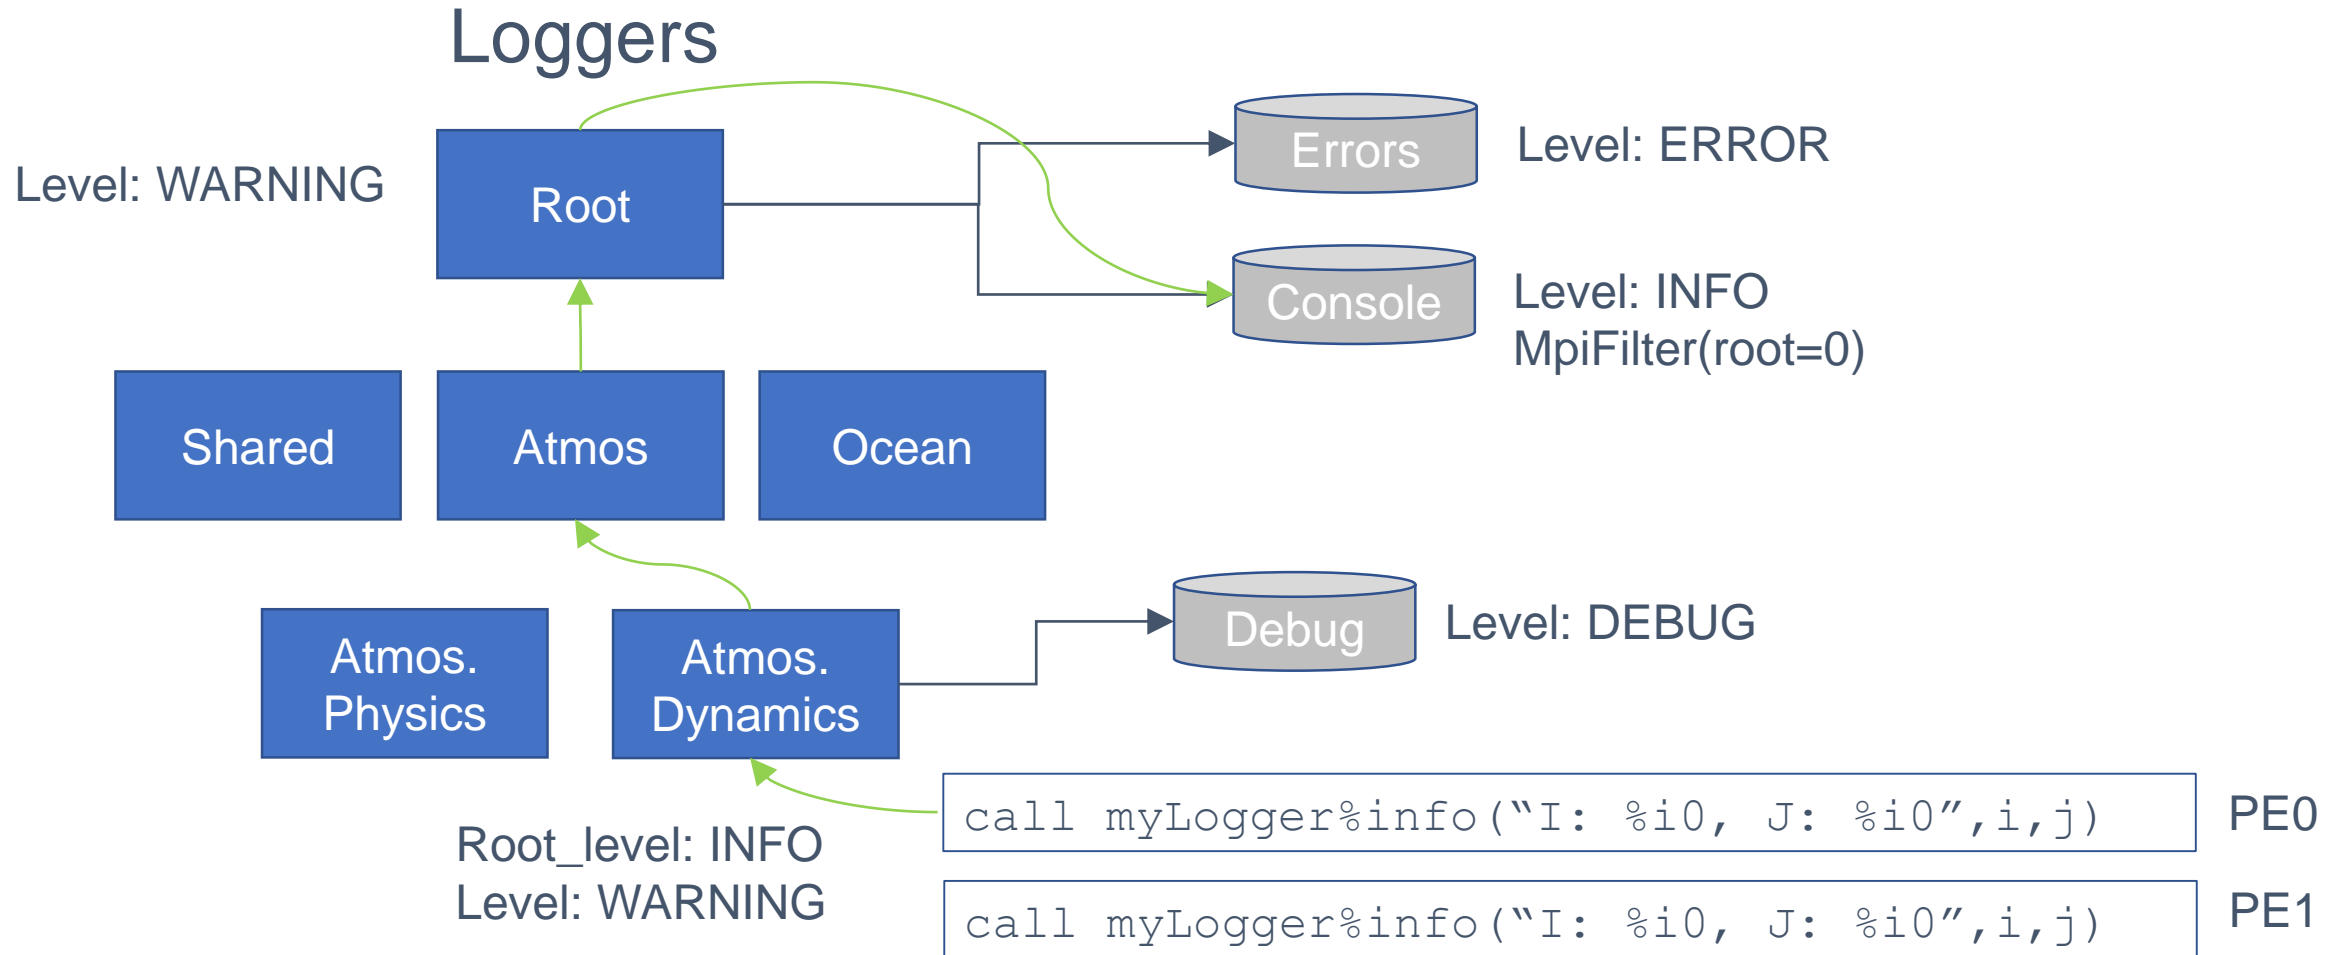 Loggers
Level: WARNING
Root
Errors
Level: ERROR
Console
Level: INFO
MpiFilter(root=0)
Shared
Atmos
Ocean
Atmos.
Physics
Atmos.
Dynamics
Debug
Level: DEBUG
Root_level: INFO
Level: WARNING
call myLogger%info(“I: %i0, J: %i0”,i,j)
PE0
call myLogger%info(“I: %i0, J: %i0”,i,j)
PE1